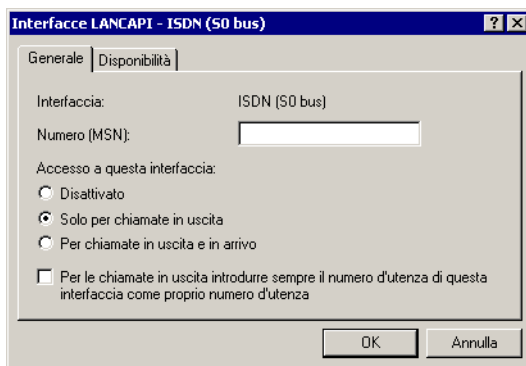 Interfacce LANCAPI - ISDN (S0 bus)
Generale
Disponibilità
Interfaccia:
ISDN (S0 bus)
Numero (MSN):
Accesso a questa interfaccia:
Disattivato
Solo per chiamate in uscita
Per chiamate in uscita e in arrivo
Per le chiamate in uscita introdurre sempre il numero d'utenza di questa
interfaccia come proprio numero d'utenza
OK
Annulla